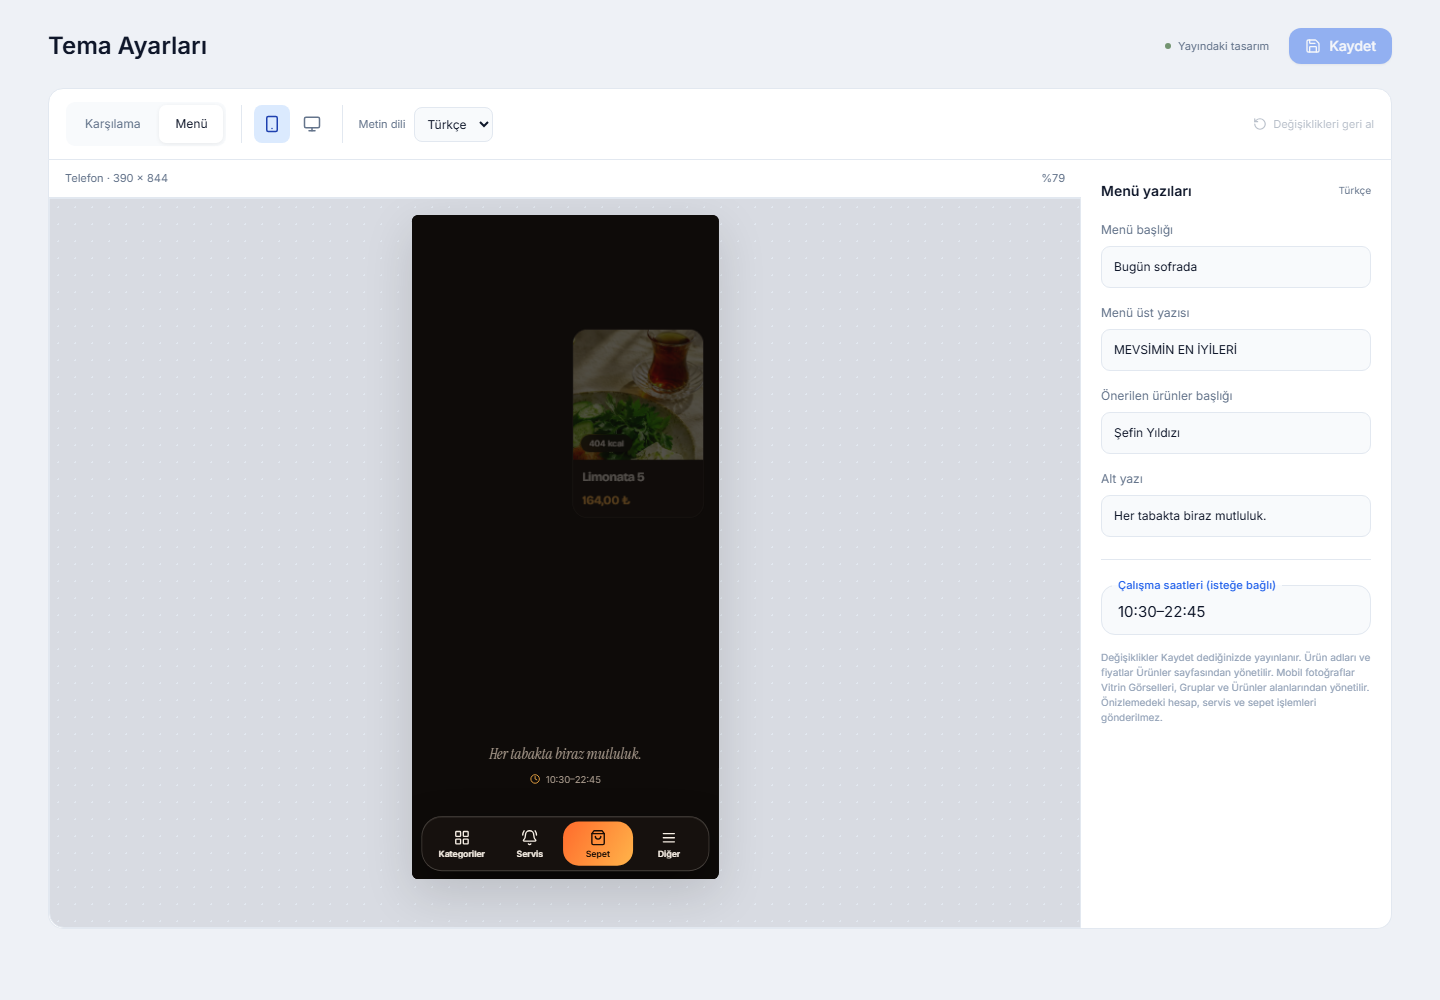 Tema Ayarları
Yayındaki tasarım
Kaydet
Karşılama
Menü
Metin dili
Türkçe
Değişiklikleri geri al
Telefon · 390 × 844
%79
404 kcal
Limonata 5
164,00 ₺
Her tabakta biraz mutluluk.
10:30–22:45
Kategoriler
Servis
Sepet
Diğer
Menü yazıları
Türkçe
Menü başlığı
Bugün sofrada
Menü üst yazısı
MEVSİMİN EN İYİLERİ
Önerilen ürünler başlığı
Şefin Yıldızı
Alt yazı
Her tabakta biraz mutluluk.
Çalışma saatleri (isteğe bağlı)
10:30–22:45
Değişiklikler Kaydet dediğinizde yayınlanır. Ürün adları ve
fiyatlar Ürünler sayfasından yönetilir. Mobil fotoğraflar
Vitrin Görselleri, Gruplar ve Ürünler alanlarından yönetilir.
Önizlemedeki hesap, servis ve sepet işlemleri
gönderilmez.